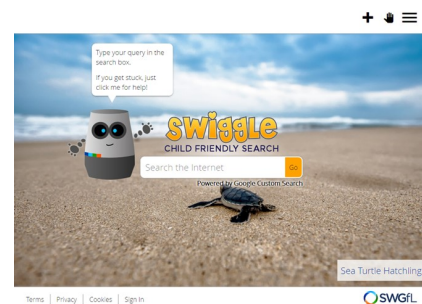 Type your query in the
search box.
If you get stuck, just
click me for help!
swiggle
CHILD FRIENDLY SEARCH
Search the Internet
Go
Powered by Google Custom Search
Sea Turtle Hatchling
Terms | Privacy | Cookies | Sign In
SWGfL